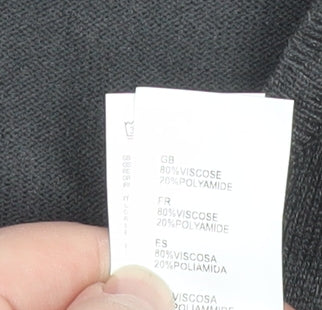 GB
80%VISCOSE
20%POLYAMIDE
FR
80%VISCOSE
20%POLYAMIDE
ES
80%VISCOSA
20%POLIAMIDA
VISCOSA